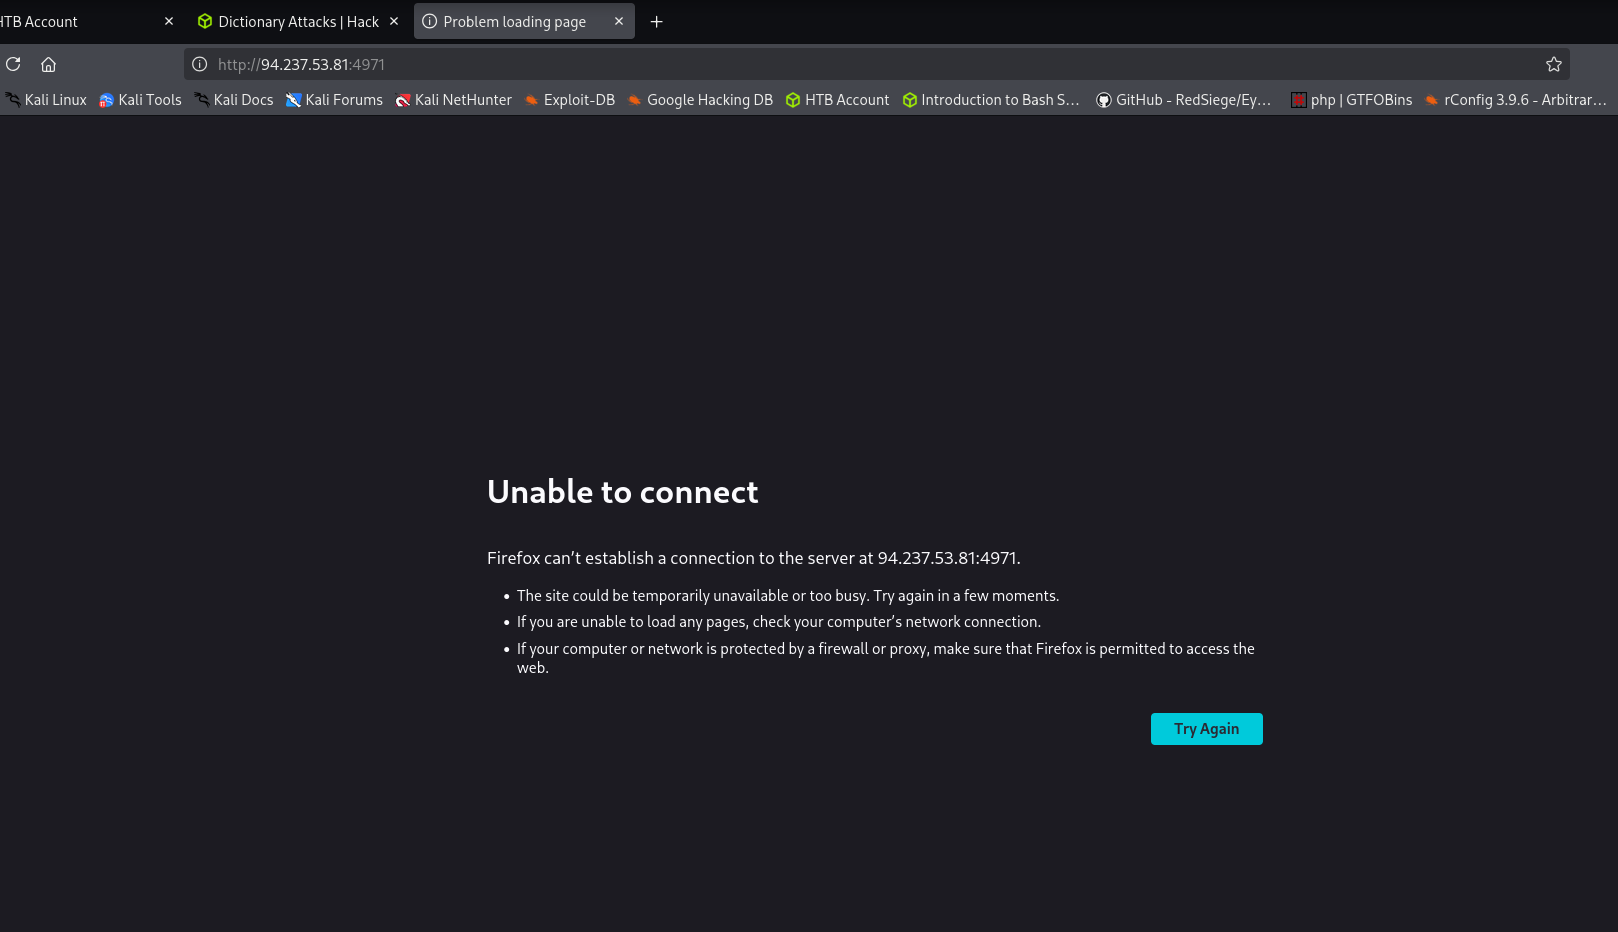 HTB Account
Dictionary Attacks | Hack
Problem loading page
http://94.237.53.81:4971
Kali Linux Kali Tools Kali Docs Kali Forums Kali NetHunter Exploit-DB Google Hacking DB HTB Account Introduction to Bash S... GitHub - RedSiege/Ey... php | GTFOBins rConfig 3.9.6 - Arbitrar...
Unable to connect
Firefox can’t establish a connection to the server at 94.237.53.81:4971.
• The site could be temporarily unavailable or too busy. Try again in a few moments.
• If you are unable to load any pages, check your computer’s network connection.
• If your computer or network is protected by a firewall or proxy, make sure that Firefox is permitted to access the
web.
Try Again